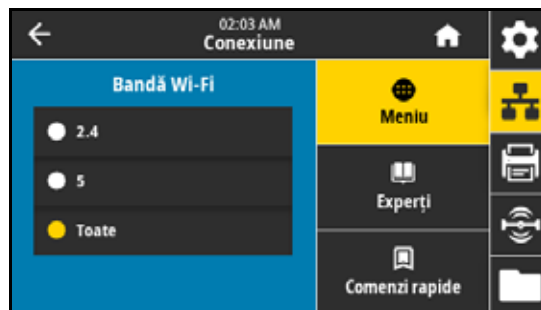 02:03 AM
Conexiune
Bandă Wi-Fi
2.4
5
Toate
Meniu
Experți
Comenzi rapide